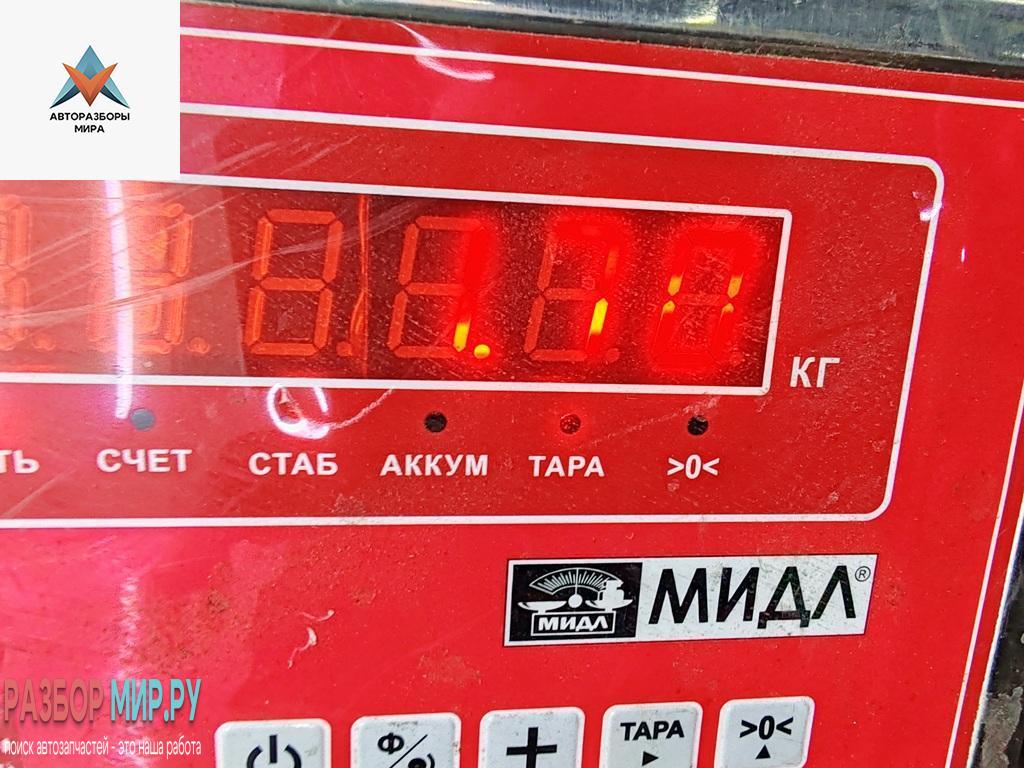 АВТОРАЗБОРЫ
МИРА
КГ
СЧЕТ СТАБ АККУМ ТАРА >0<
МИДЛ МИДЛ®
РАЗБОР МИР.РУ
поиск автозапчастей - это наша работа
Ф
ТАРА >0<